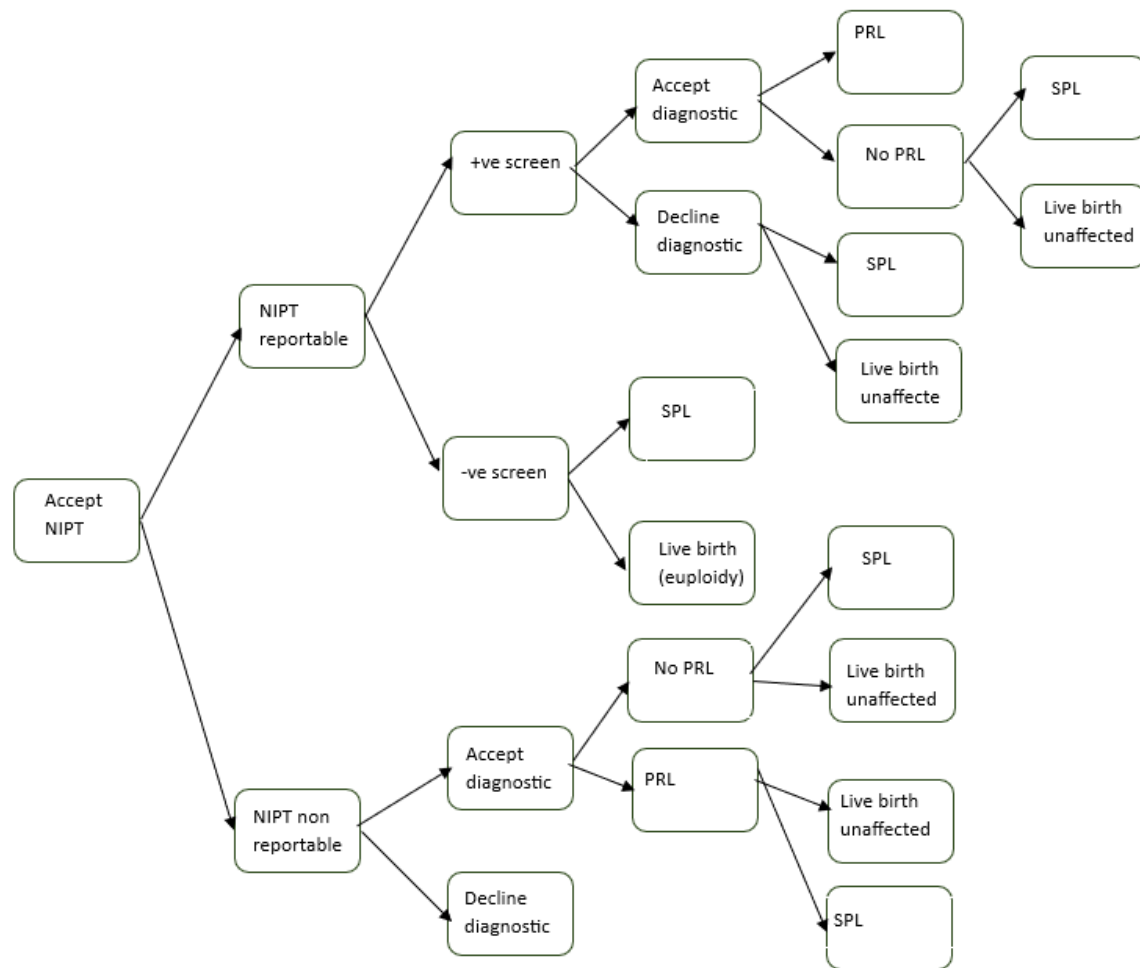 PRL
Accept
diagnostic
SPL
+ve screen
No PRL
Decline
diagnostic
Live birth
unaffected
SPL
NIPT
reportable
Live birth
unaffecte
SPL
-ve screen
Accept
NIPT
Live birth
(euploidy)
SPL
No PRL
Live birth
unaffected
Accept
diagnostic
PRL
Live birth
unaffected
NIPT non
reportable
Decline
diagnostic
SPL